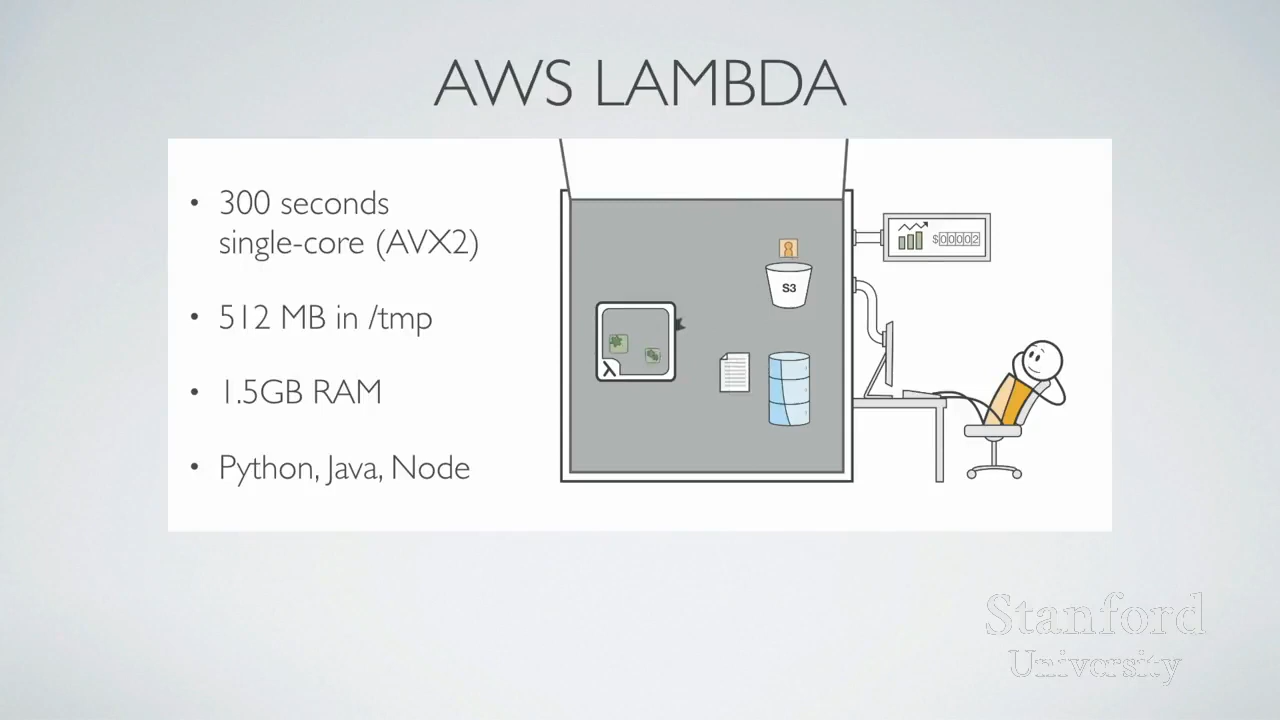 AWS LAMBDA
• 300 seconds
single-core (AVX2)
• 512 MB in /tmp
• 1.5GB RAM
• Python, Java, Node
S3
$00002
λ
Stanford
University